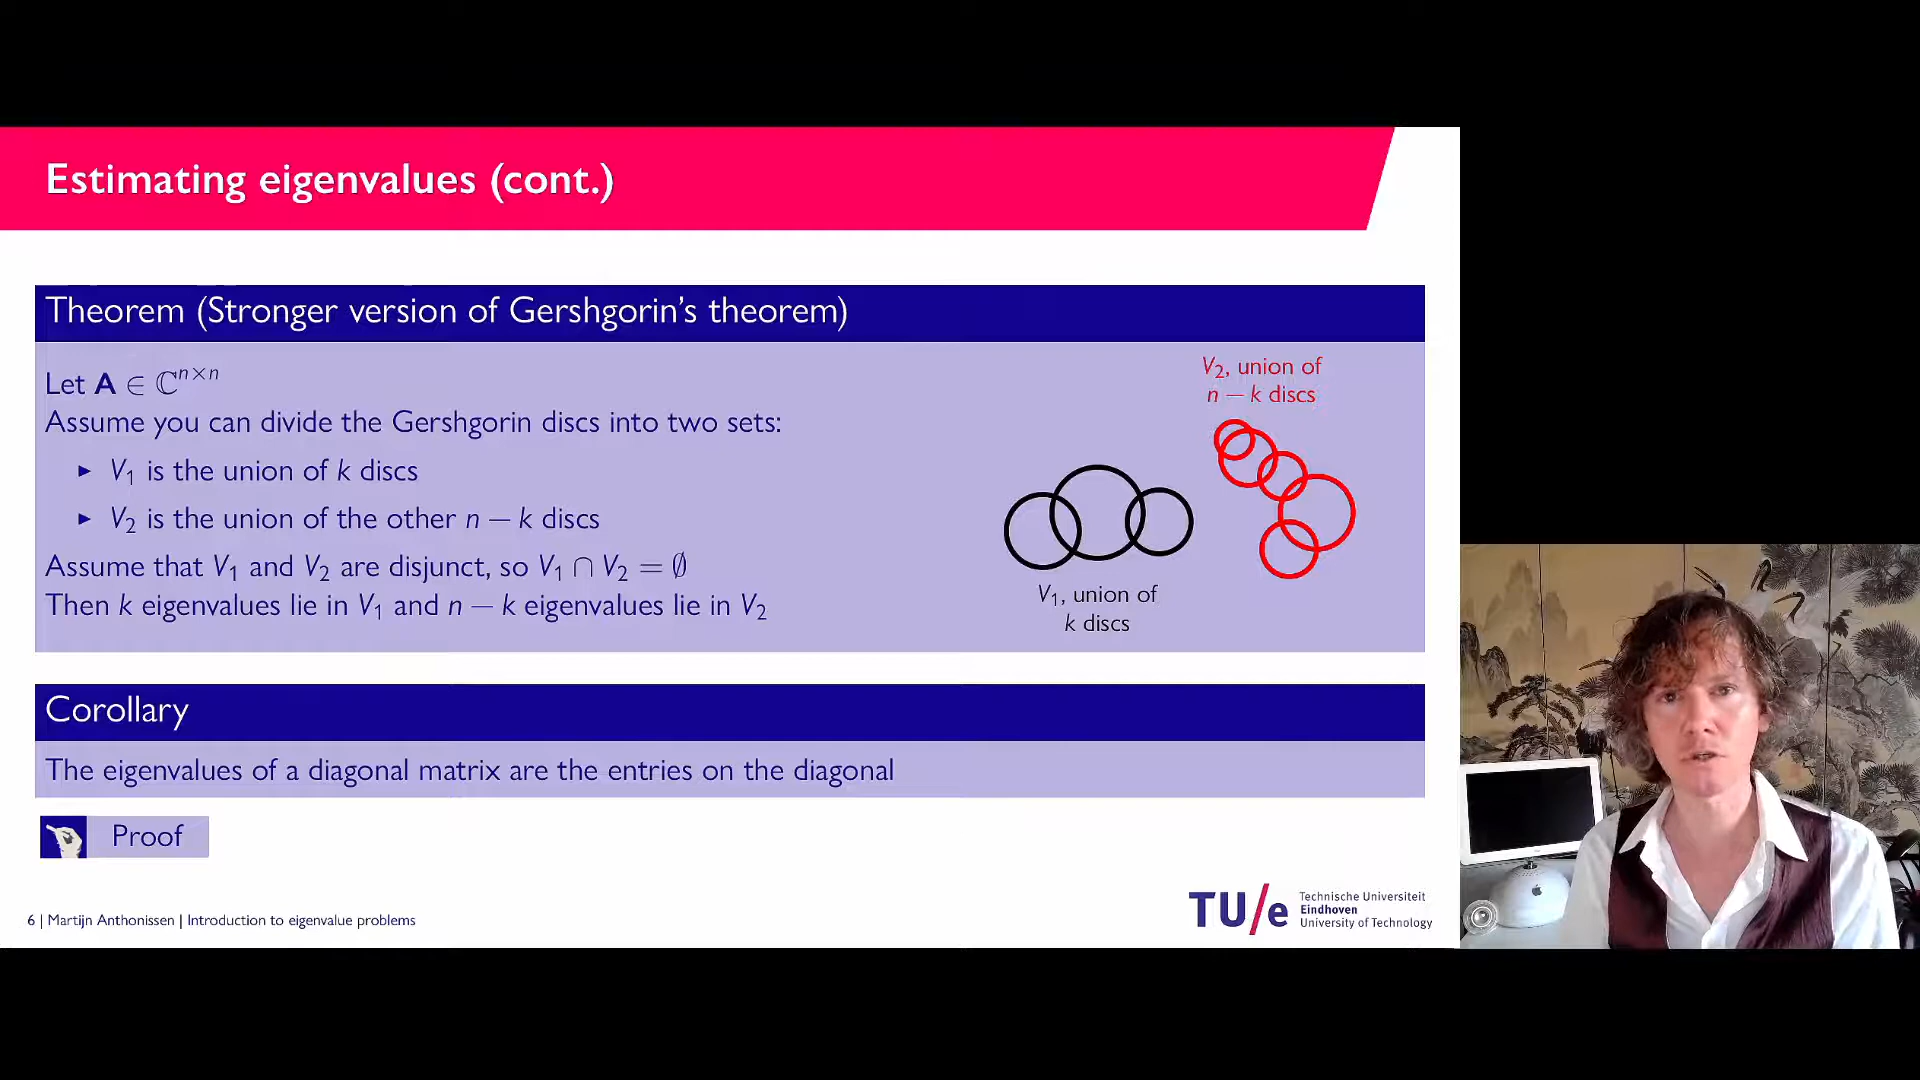 Estimating eigenvalues (cont.)
Theorem (Stronger version of Gershgorin's theorem)
Let A ∈ ℂⁿˣⁿ
Assume you can divide the Gershgorin discs into two sets:
▸ V₁ is the union of k discs
▸ V₂ is the union of the other n − k discs
Assume that V₁ and V₂ are disjunct, so V₁ ∩ V₂ = ∅
Then k eigenvalues lie in V₁ and n − k eigenvalues lie in V₂
V₂, union of
n − k discs
V₁, union of
k discs
Corollary
The eigenvalues of a diagonal matrix are the entries on the diagonal
Proof
6 | Martijn Anthonissen | Introduction to eigenvalue problems
TU/e
Technische Universiteit
Eindhoven
University of Technology